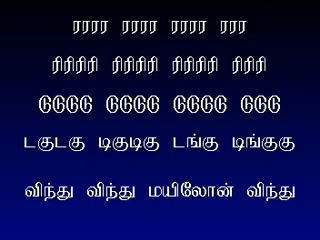 ரரரர ரரரர ரரரர ரரர
ரிரிரிரி ரிரிரிரி ரிரிரிரி ரிரிரி
டுடுடுடு டுடுடுடு டுடுடுடு டுடுடு
டகுடகு டிகுடிகு டங்கு டிங்குகு
விந்து விந்து மயிலோன் விந்து